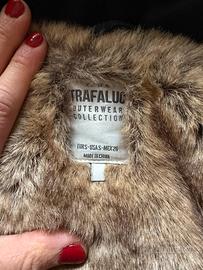 TRAFALUC
OUTERWEAR
COLLECTION
EUR S-USA S-MEX 26
MADE IN CHINA